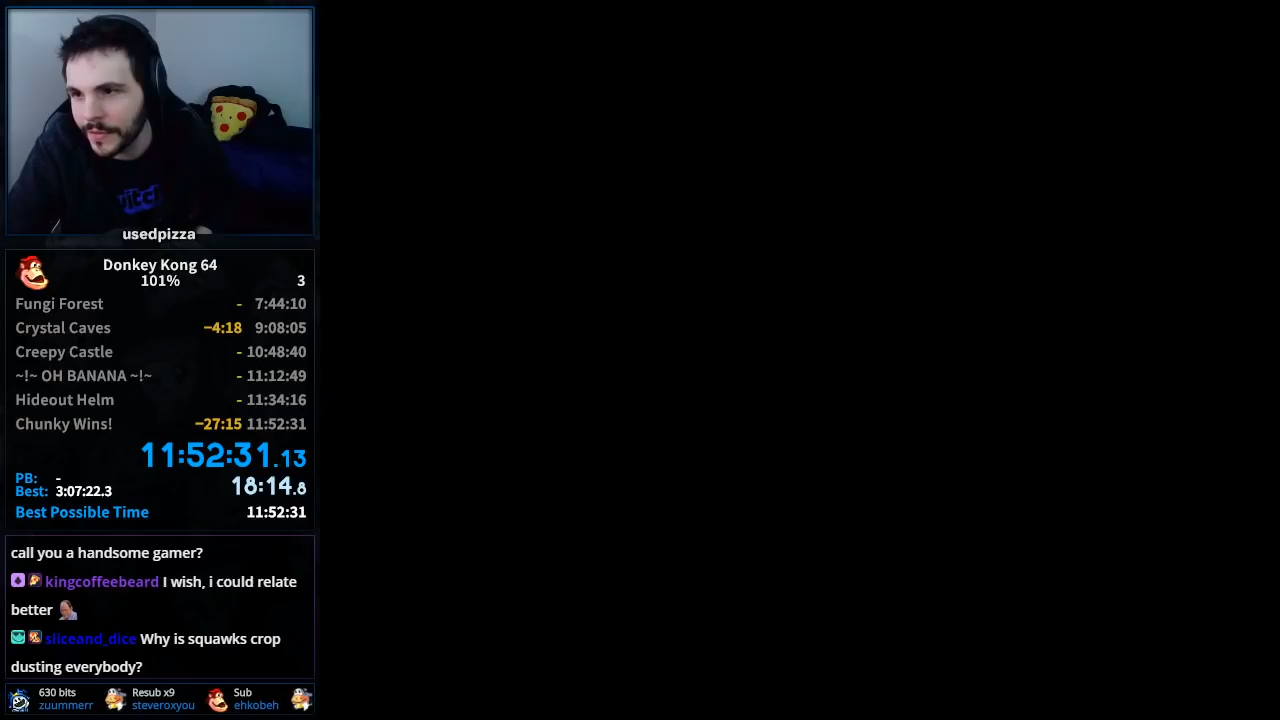 usedpizza
Donkey Kong 64
101% 3
Fungi Forest - 7:44:10
Crystal Caves −4:18 9:08:05
Creepy Castle - 10:48:40
~!~ OH BANANA ~!~ - 11:12:49
Hideout Helm - 11:34:16
Chunky Wins! −27:15 11:52:31
11:52:31.13
PB: -
Best: 3:07:22.3
18:14.8
Best Possible Time 11:52:31
call you a handsome gamer?
kingcoffeebeard I wish, i could relate
better
sliceand_dice Why is squawks crop
dusting everybody?
630 bits Resub x9 Sub
zuummerr steveroxyou ehkobeh